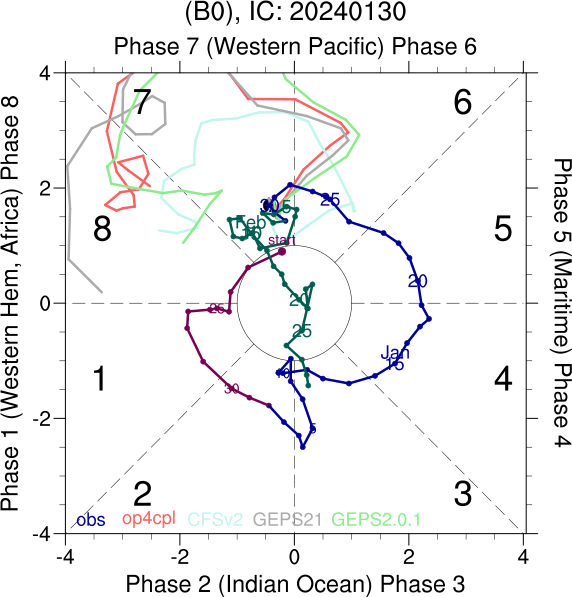 (B0), IC: 20240130
Phase 7 (Western Pacific) Phase 6
4
7
6
Phase 1 (Western Hem, Africa) Phase 8
Phase 5 (Maritime) Phase 4
2
30
25
Feb
8
5
start
20
0
25
25
Jan
15
1
4
30
-2
5
2
3
obs
op4cpl
CFSv2
GEPS21
GEPS2.0.1
-4
-4
-2
0
2
4
Phase 2 (Indian Ocean) Phase 3